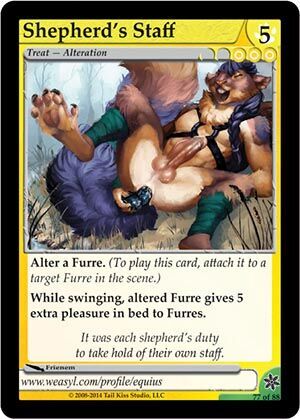 Shepherd's Staff
5
Treat — Alteration
Alter a Furre. (To play this card, attach it to a
target Furre in the scene.)
While swinging, altered Furre gives 5
extra pleasure in bed to Furres.
It was each shepherd's duty
to take hold of their own staff.
Frienem
www.weasyl.com/profile/equius
© 2008-2014 Tail Kiss Studio, LLC
77 of 88